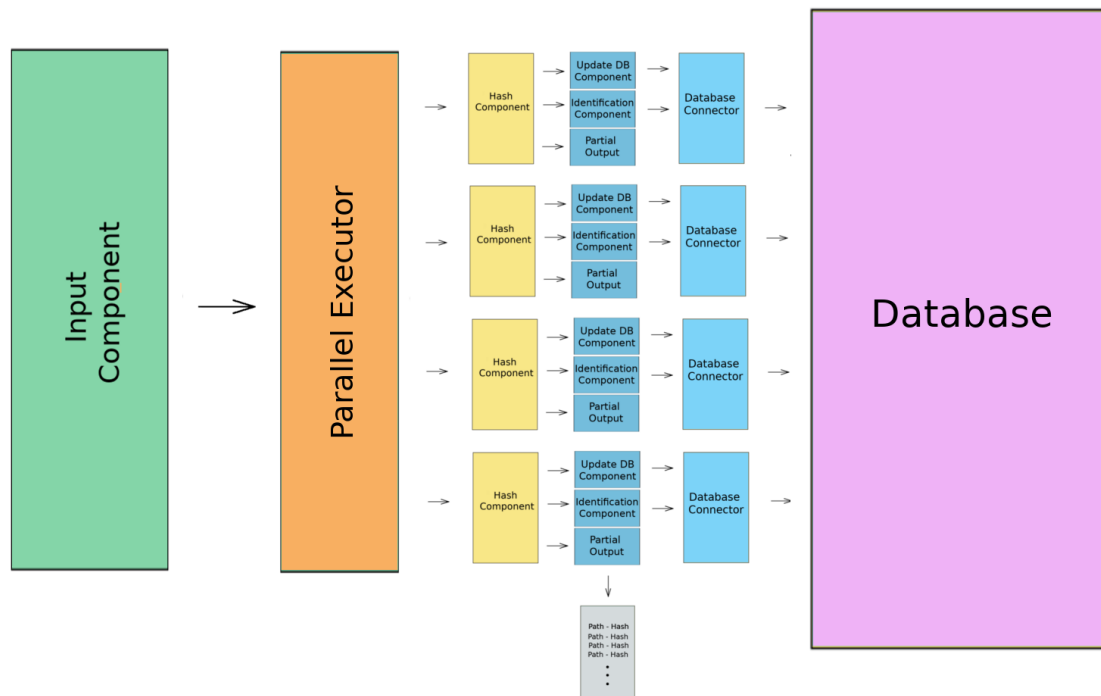 Input
Component
Parallel Executor
Hash
Component
Update DB
Component
Identification
Component
Partial
Output
Database
Connector
Hash
Component
Update DB
Component
Identification
Component
Partial
Output
Database
Connector
Hash
Component
Update DB
Component
Identification
Component
Partial
Output
Database
Connector
Hash
Component
Update DB
Component
Identification
Component
Partial
Output
Database
Connector
Path - Hash
Path - Hash
Path - Hash
Path - Hash
Database